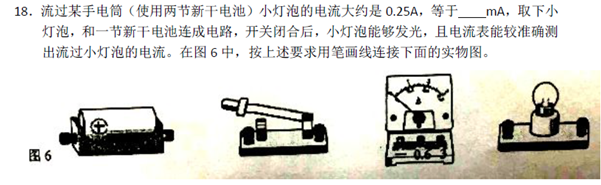 18. 流过某手电筒（使用两节新干电池）小灯泡的电流大约是 0.25A，等于____mA，取下小
灯泡，和一节新干电池连成电路，开关闭合后，小灯泡能够发光，且电流表能较准确测
出流过小灯泡的电流。在图 6 中，按上述要求用笔画线连接下面的实物图。
A
- 0.6 3
图 6